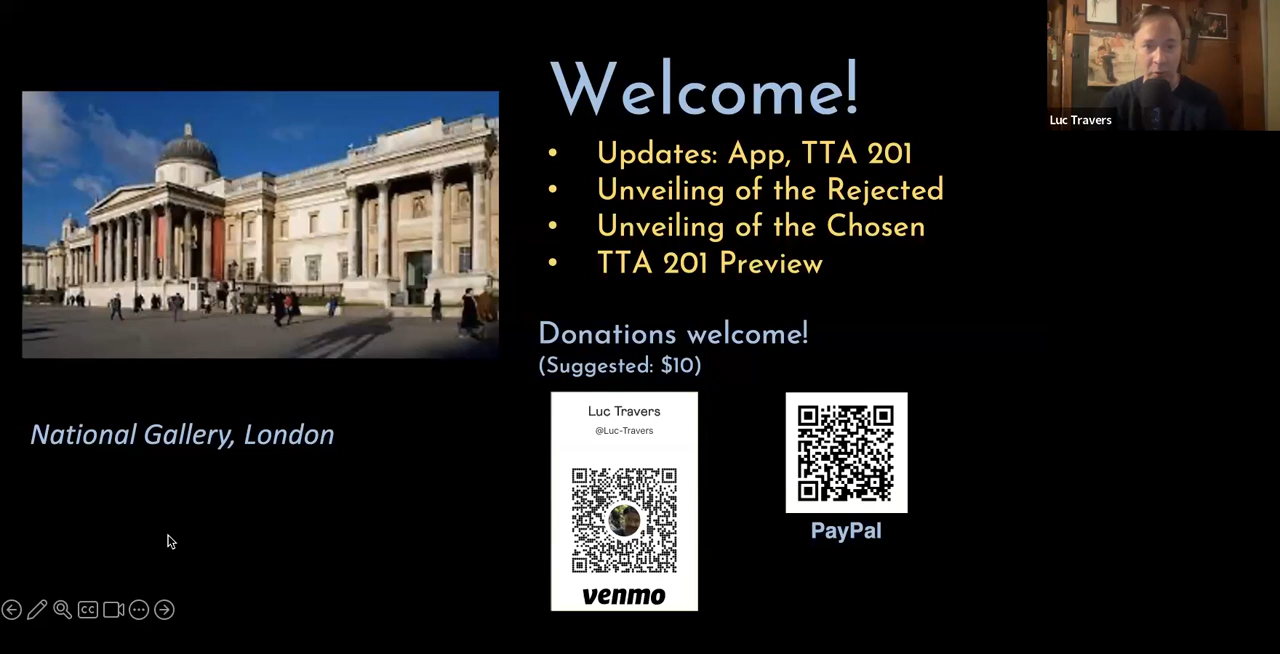 Welcome!
Luc Travers
• Updates: App, TTA 201
• Unveiling of the Rejected
• Unveiling of the Chosen
• TTA 201 Preview
Donations welcome!
(Suggested: $10)
National Gallery, London
Luc Travers
@Luc-Travers
venmo
PayPal
CC